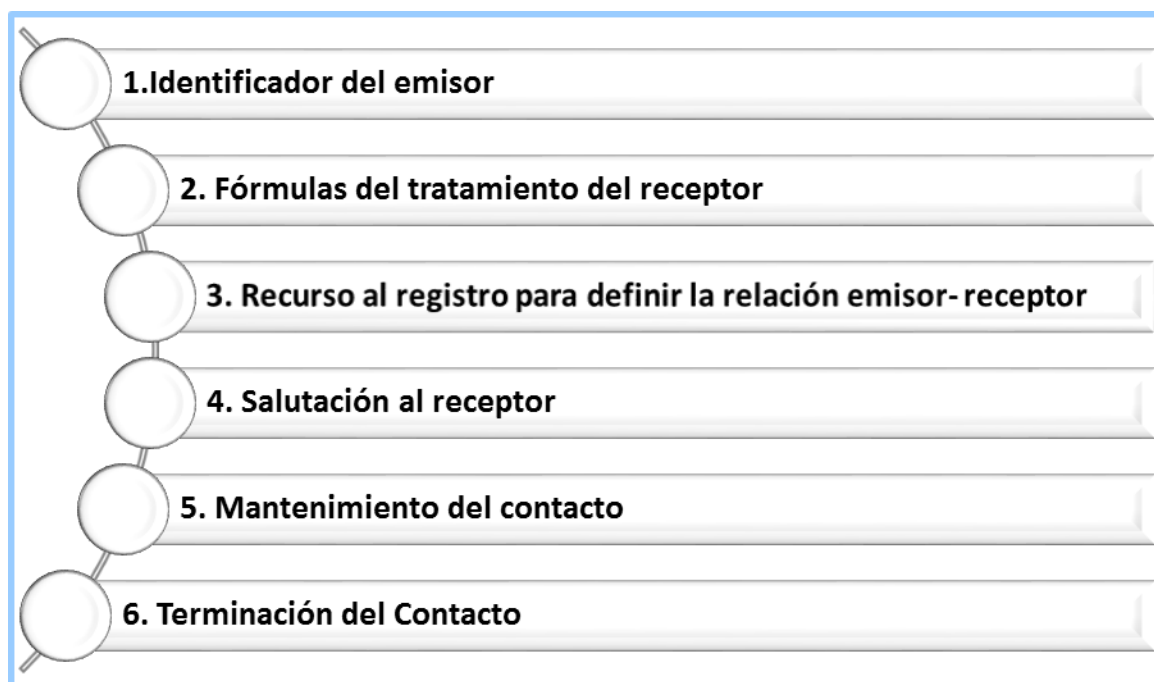 1.Identificador del emisor
2. Fórmulas del tratamiento del receptor
3. Recurso al registro para definir la relación emisor- receptor
4. Salutación al receptor
5. Mantenimiento del contacto
6. Terminación del Contacto